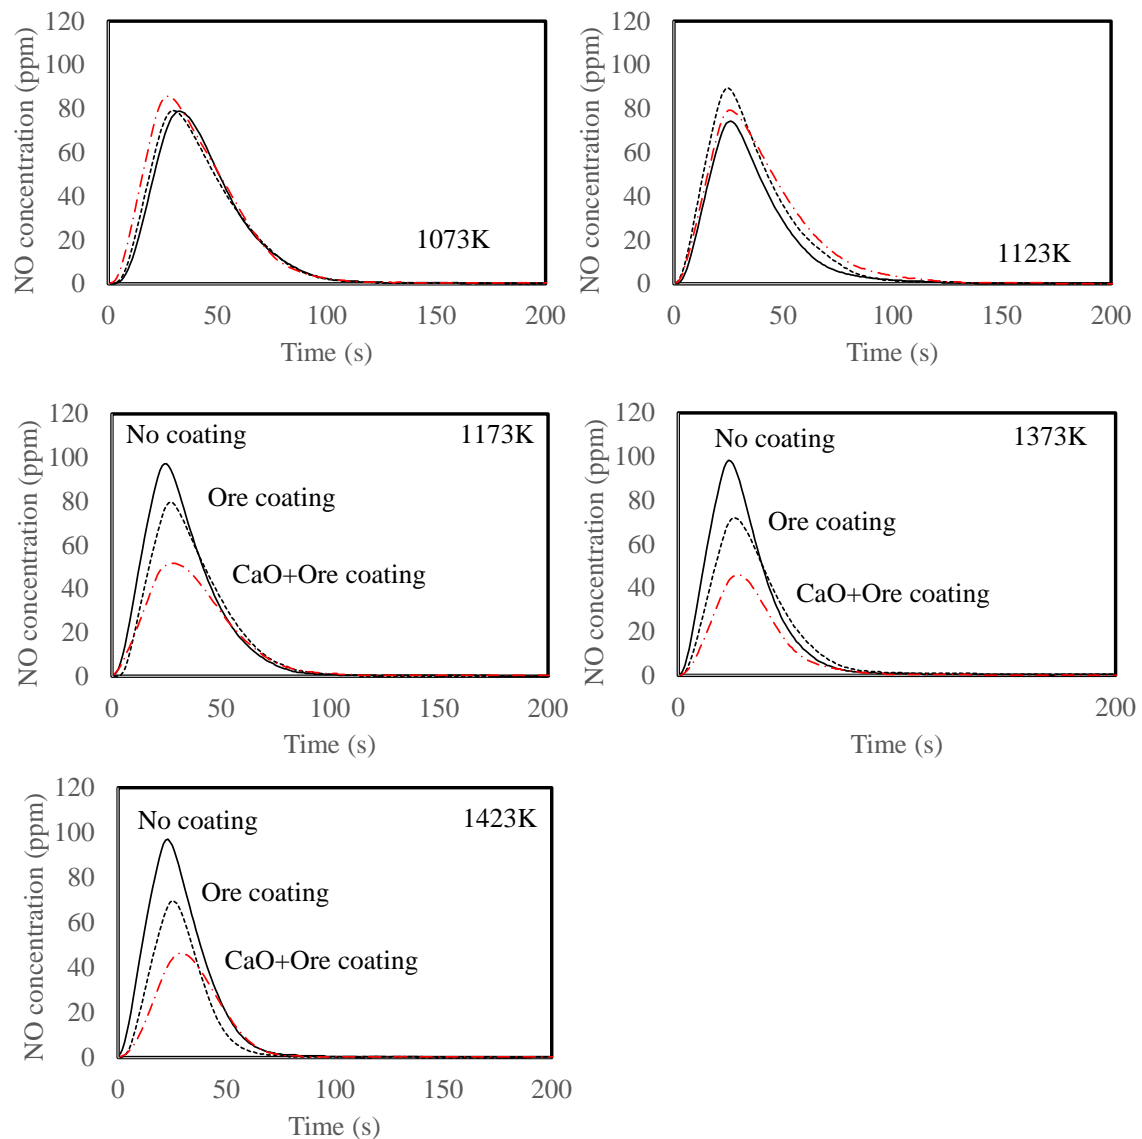 NO concentration (ppm)
120
100
80
60
40
20
0
1073K
0 50 100 150 200
Time (s)
NO concentration (ppm)
120
100
80
60
40
20
0
1123K
0 50 100 150 200
Time (s)
NO concentration (ppm)
120
100
80
60
40
20
0
No coating 1173K
Ore coating
CaO+Ore coating
0 50 100 150 200
Time (s)
NO concentration (ppm)
120
100
80
60
40
20
0
No coating 1373K
Ore coating
CaO+Ore coating
0 200
Time (s)
NO concentration (ppm)
120
100
80
60
40
20
0
No coating 1423K
Ore coating
CaO+Ore coating
0 50 100 150 200
Time (s)